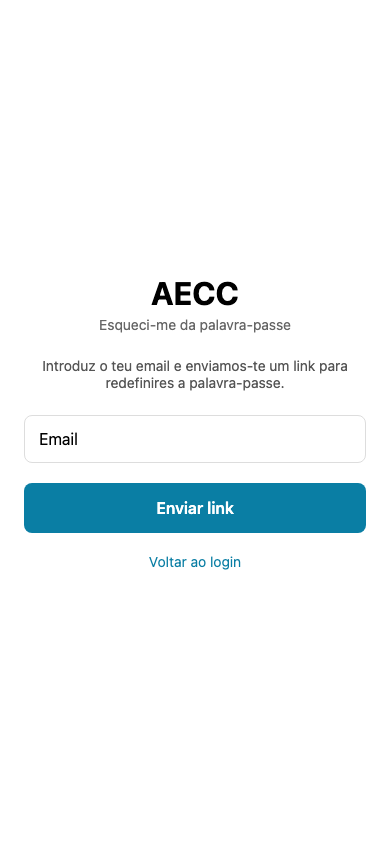 AECC
Esqueci-me da palavra-passe
Introduz o teu email e enviamos-te um link para
redefinires a palavra-passe.
Email
Enviar link
Voltar ao login